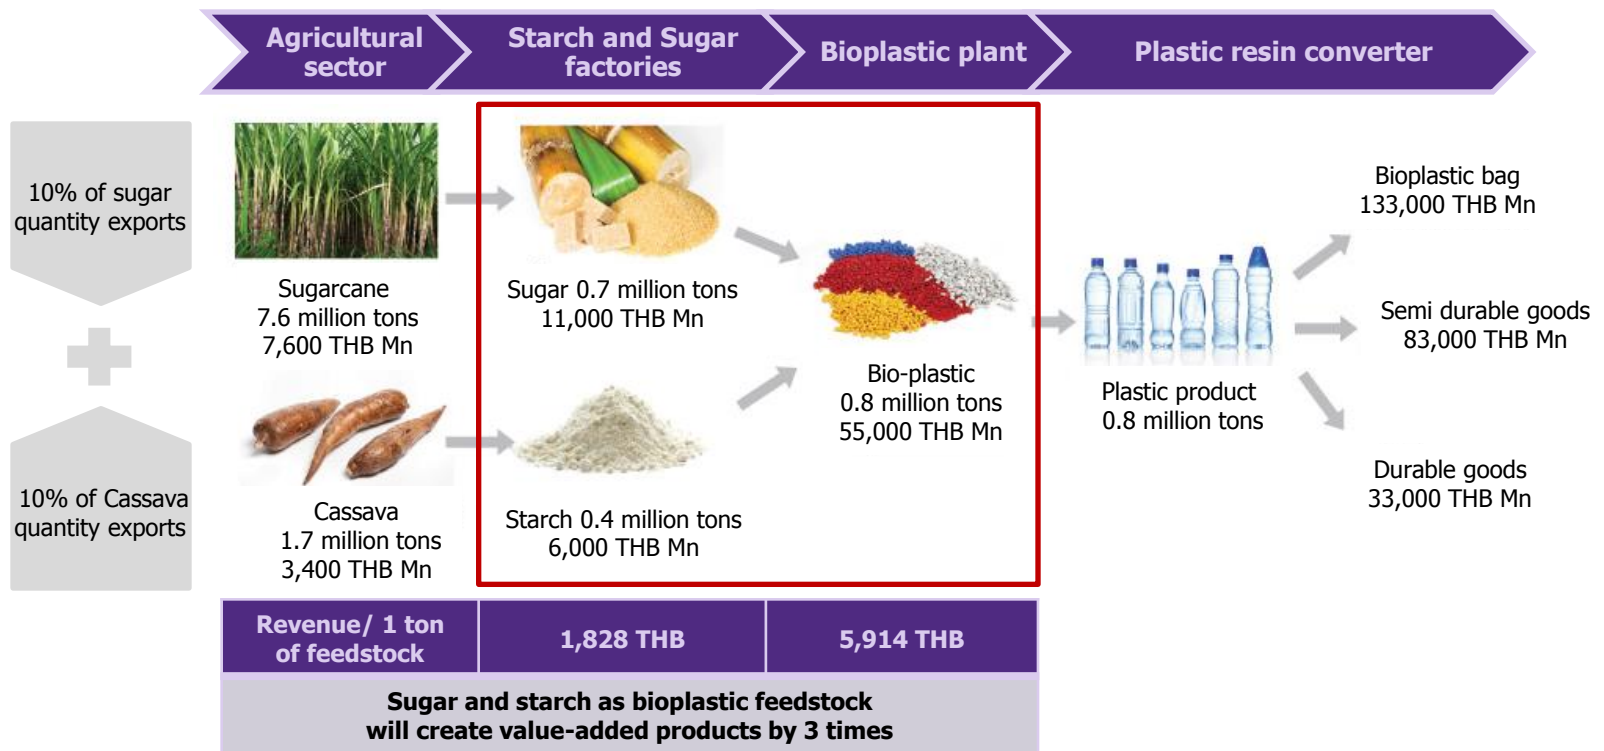 Agricultural
sector
Starch and Sugar
factories
Bioplastic plant
Plastic resin converter
10% of sugar
quantity exports
10% of Cassava
quantity exports
Sugarcane
7.6 million tons
7,600 THB Mn
Cassava
1.7 million tons
3,400 THB Mn
Sugar 0.7 million tons
11,000 THB Mn
Starch 0.4 million tons
6,000 THB Mn
Bio-plastic
0.8 million tons
55,000 THB Mn
Plastic product
0.8 million tons
Bioplastic bag
133,000 THB Mn
Semi durable goods
83,000 THB Mn
Durable goods
33,000 THB Mn
Revenue/ 1 ton
of feedstock
1,828 THB
5,914 THB
Sugar and starch as bioplastic feedstock
will create value-added products by 3 times